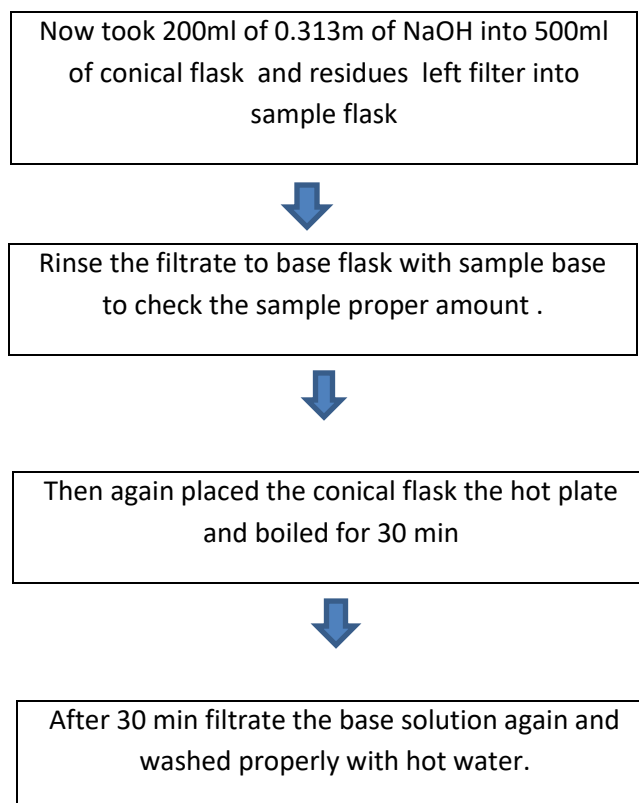 Now took 200ml of 0.313m of NaOH into 500ml
of conical flask  and residues  left filter into
sample flask
Rinse the filtrate to base flask with sample base
to check the sample proper amount .
Then again placed the conical flask the hot plate
and boiled for 30 min
After 30 min filtrate the base solution again and
washed properly with hot water.